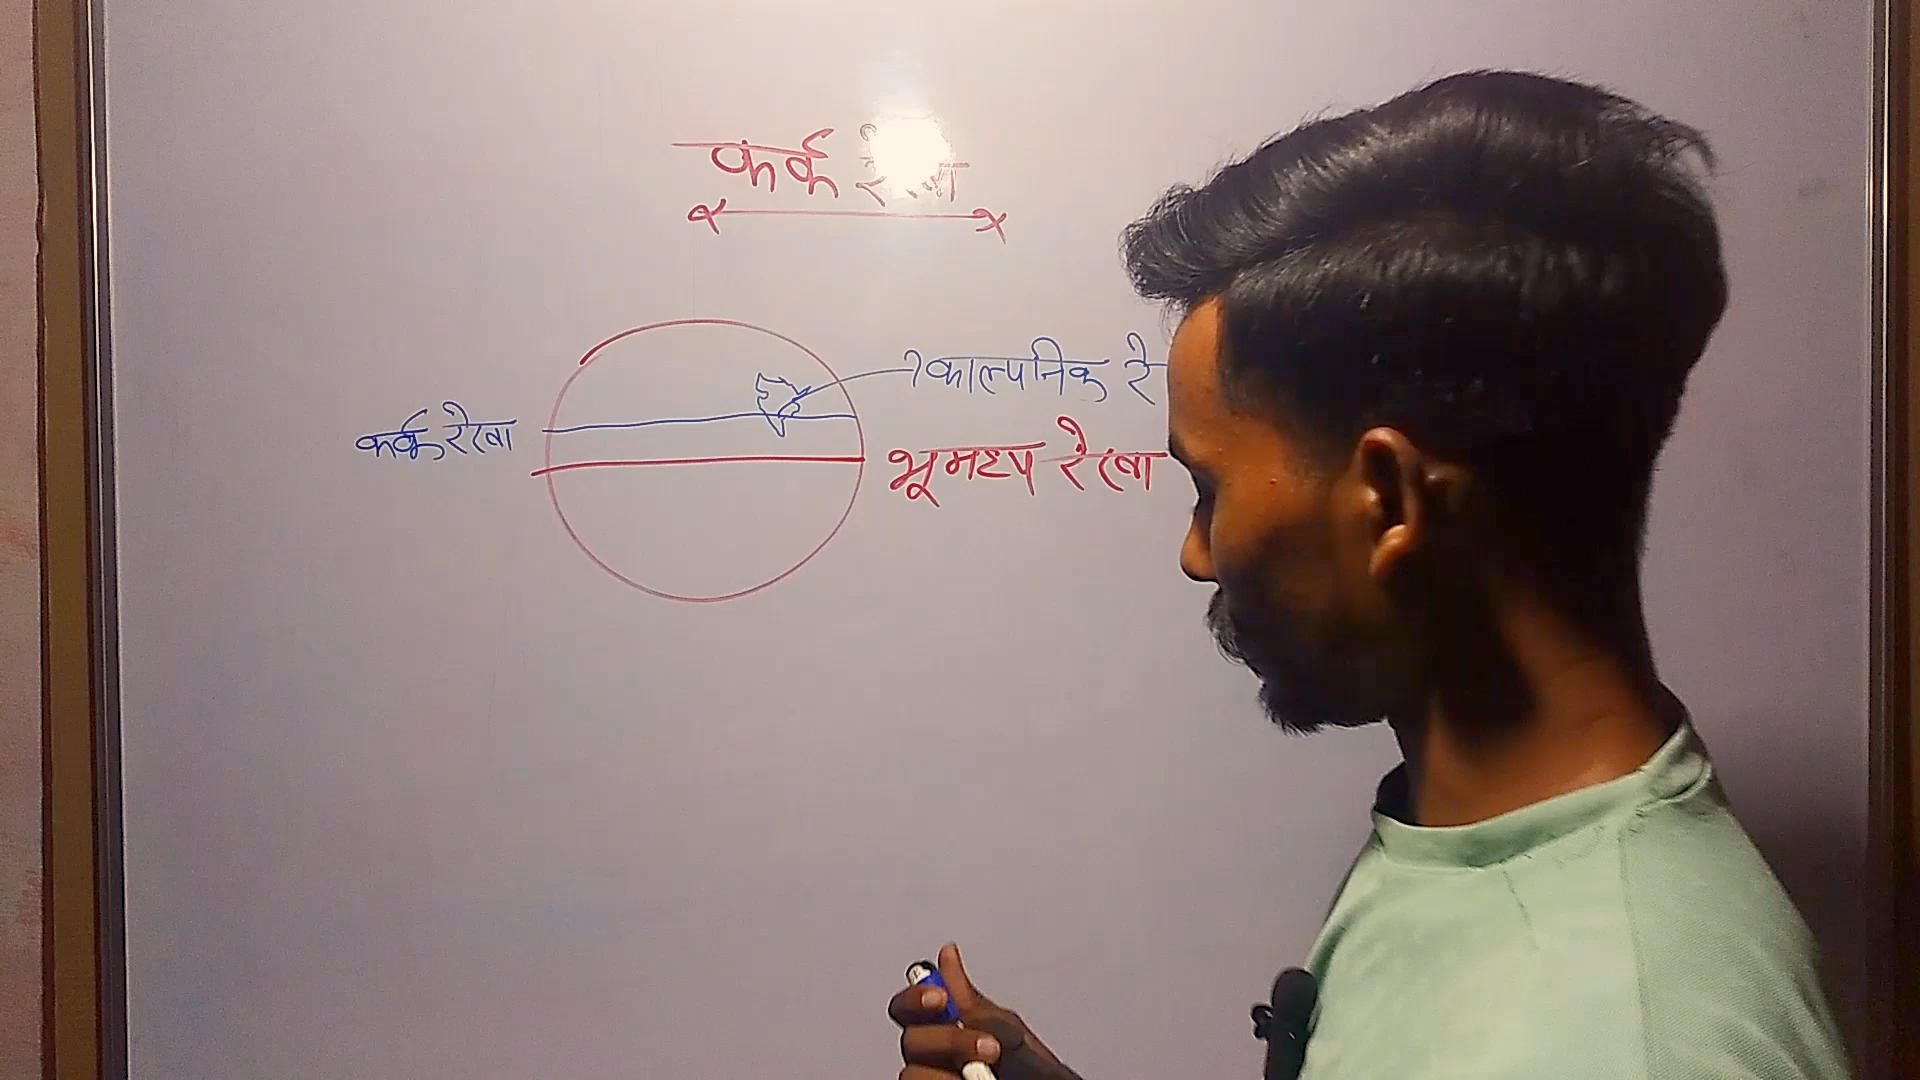 कर्क रेखा
काल्पनिक रे
कर्क रेखा
भूमध्य रेखा